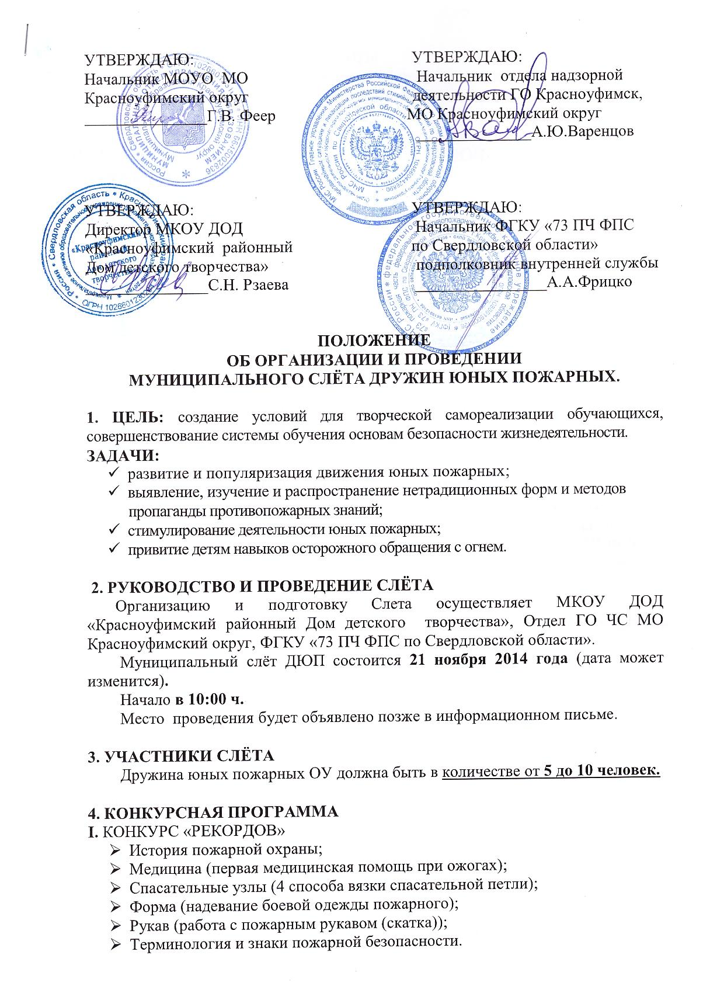 УТВЕРЖДАЮ:
Начальник МОУО МО
Красноуфимский округ
Г.В. Феер
УТВЕРЖДАЮ:
Начальник отдела надзорной
деятельности ГО Красноуфимск,
МО Красноуфимский округ
А.Ю.Варенцов
УТВЕРЖДАЮ:
Директор МКОУ ДОД
«Красноуфимский районный
Дом детского творчества»
С.Н. Рзаева
УТВЕРЖДАЮ:
Начальник ФГКУ «73 ПЧ ФПС
по Свердловской области»
подполковник внутренней службы
А.А.Фрицко
ПОЛОЖЕНИЕ
ОБ ОРГАНИЗАЦИИ И ПРОВЕДЕНИИ
МУНИЦИПАЛЬНОГО СЛЁТА ДРУЖИН ЮНЫХ ПОЖАРНЫХ.
1. ЦЕЛЬ: создание условий для творческой самореализации обучающихся,
совершенствование системы обучения основам безопасности жизнедеятельности.
ЗАДАЧИ:
✓ развитие и популяризация движения юных пожарных;
✓ выявление, изучение и распространение нетрадиционных форм и методов
пропаганды противопожарных знаний;
✓ стимулирование деятельности юных пожарных;
✓ привитие детям навыков осторожного обращения с огнем.
2. РУКОВОДСТВО И ПРОВЕДЕНИЕ СЛЁТА
Организацию и подготовку Слета осуществляет МКОУ ДОД
«Красноуфимский районный Дом детского творчества», Отдел ГО ЧС МО
Красноуфимский округ, ФГКУ «73 ПЧ ФПС по Свердловской области».
Муниципальный слёт ДЮП состоится 21 ноября 2014 года (дата может
изменится).
Начало в 10:00 ч.
Место проведения будет объявлено позже в информационном письме.
3. УЧАСТНИКИ СЛЁТА
Дружина юных пожарных ОУ должна быть в количестве от 5 до 10 человек.
4. КОНКУРСНАЯ ПРОГРАММА
I. КОНКУРС «РЕКОРДОВ»
➢ История пожарной охраны;
➢ Медицина (первая медицинская помощь при ожогах);
➢ Спасательные узлы (4 способа вязки спасательной петли);
➢ Форма (надевание боевой одежды пожарного);
➢ Рукав (работа с пожарным рукавом (скатка));
➢ Терминология и знаки пожарной безопасности.